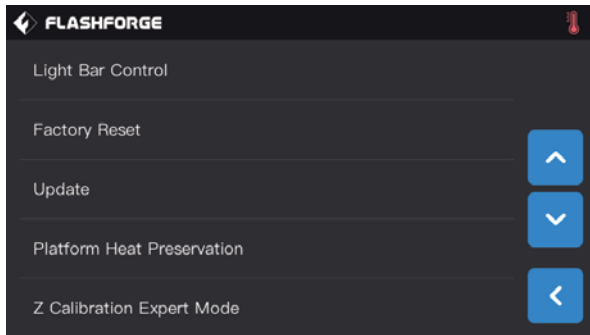 FLASHFORGE
Light Bar Control
Factory Reset
Update
Platform Heat Preservation
Z Calibration Expert Mode